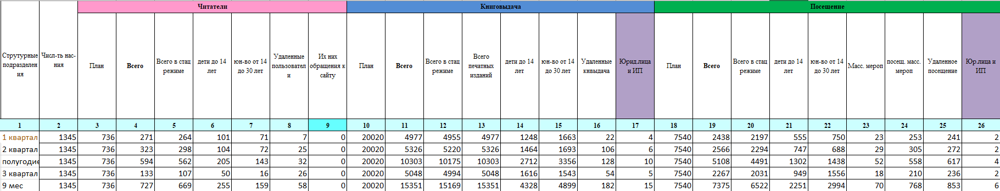 Читатели Книговыдача Посещение
Струтурные подразделения Числ-ть нас-ния План Всего Всего в стац режиме дети до 14 лет юн-во от 14 до 30 лет Удаленные пользователи Их них обращения к сайту План Всего Всего в стац режиме Всего печатных изданий дети до 14 лет юн-во от 14 до 30 лет Удаленные кнвыдача Юрид.лица и ИП План Всего Всего в стац режиме дети до 14 лет юн-во от 14 до 30 лет Масс. мероп посещ. масс. мероп Удаленное посещение Юр.лица и ИП
1 2 3 4 5 6 7 8 9 10 11 12 13 14 15 16 17 18 19 20 21 22 23 24 25 26
1 квартал 1345 736 271 264 101 71 7 0 20020 4977 4955 4977 1248 1663 22 4 7540 2438 2197 555 750 23 253 241 2
2 квартал 1345 736 323 298 104 72 25 0 20020 5326 5220 5326 1464 1693 106 6 7540 2566 2294 747 688 29 305 272 2
полугодие 1345 736 594 562 205 143 32 0 20020 10303 10175 10303 2712 3356 128 10 7540 5108 4491 1302 1438 52 558 617 4
3 квартал 1345 736 133 107 50 16 26 0 20020 5048 4994 5048 1616 1543 54 5 7540 2267 2031 949 1556 18 210 236 2
9 мес 1345 736 727 669 255 159 58 0 20020 15351 15169 15351 4328 4899 182 15 7540 7375 6522 2251 2994 70 768 853 6